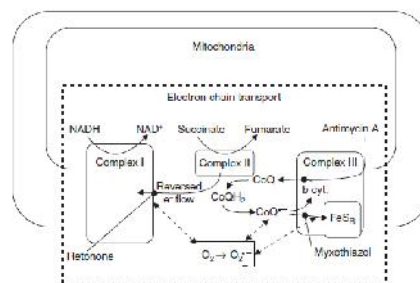 Mitochondria
Electron chain transport
NADH
NAD⁺
Succinate
Fumarate
Antimycin A
Complex I
Complex II
Complex III
CoQ
b cyt.
Reversed
e⁻ flow
CoQH₂
CoQ•⁻
FeSR
Rotenone
O₂→ O₂•⁻
Myxothiazol